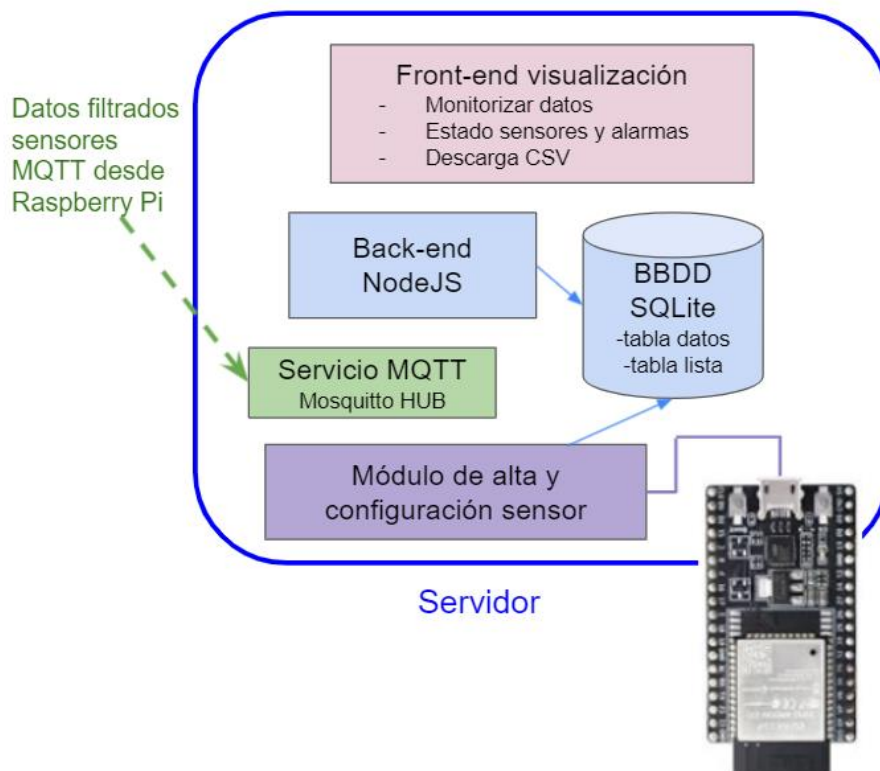 Front-end visualización
- Monitorizar datos
- Estado sensores y alarmas
- Descarga CSV
Datos filtrados
sensores
MQTT desde
Raspberry Pi
Back-end
NodeJS
BBDD
SQLite
-tabla datos
-tabla lista
Servicio MQTT
Mosquitto HUB
Módulo de alta y
configuración sensor
Servidor